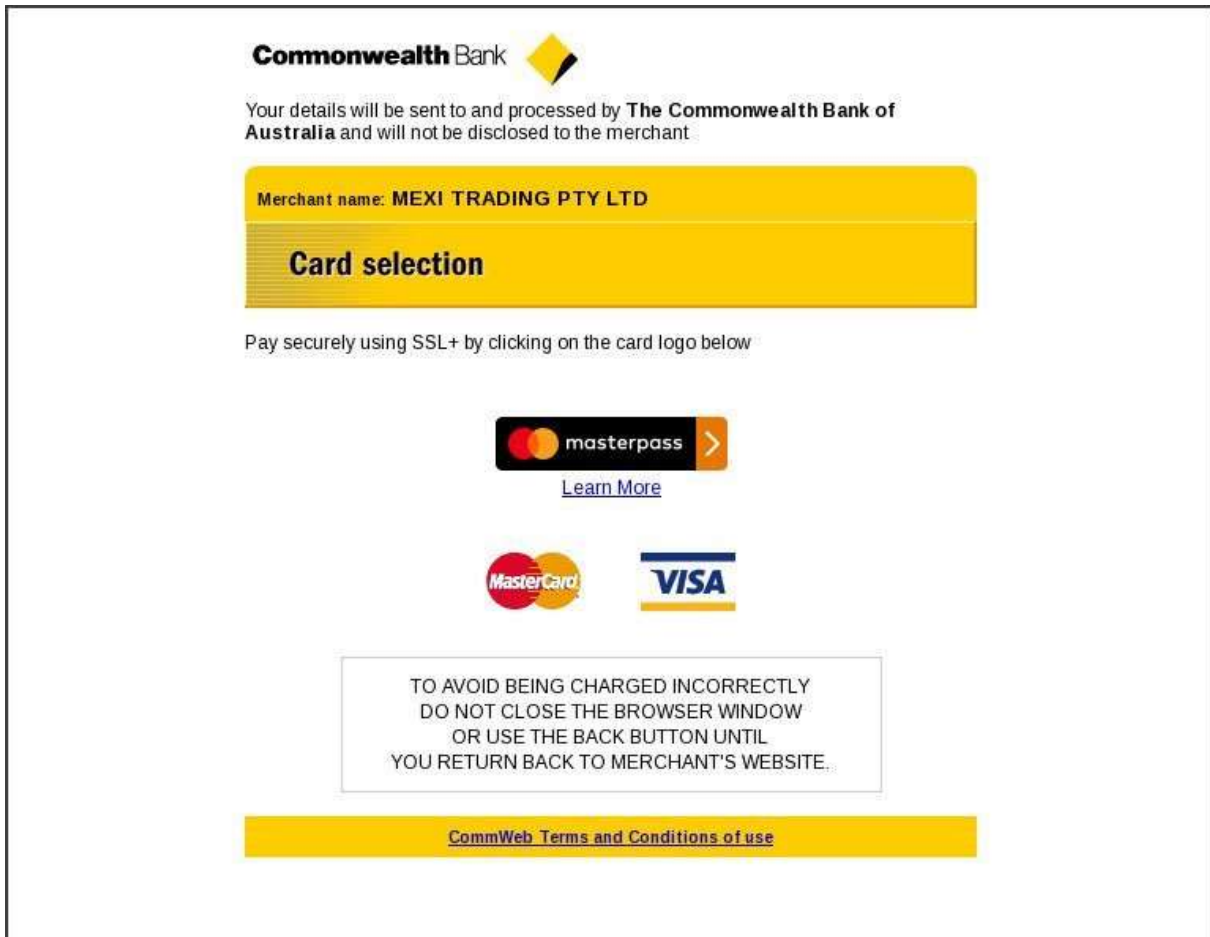 Commonwealth Bank
Your details will be sent to and processed by The Commonwealth Bank of
Australia and will not be disclosed to the merchant
Merchant name: MEXI TRADING PTY LTD
Card selection
Pay securely using SSL+ by clicking on the card logo below
masterpass
Learn More
MasterCard VISA
TO AVOID BEING CHARGED INCORRECTLY
DO NOT CLOSE THE BROWSER WINDOW
OR USE THE BACK BUTTON UNTIL
YOU RETURN BACK TO MERCHANT'S WEBSITE.
CommWeb Terms and Conditions of use